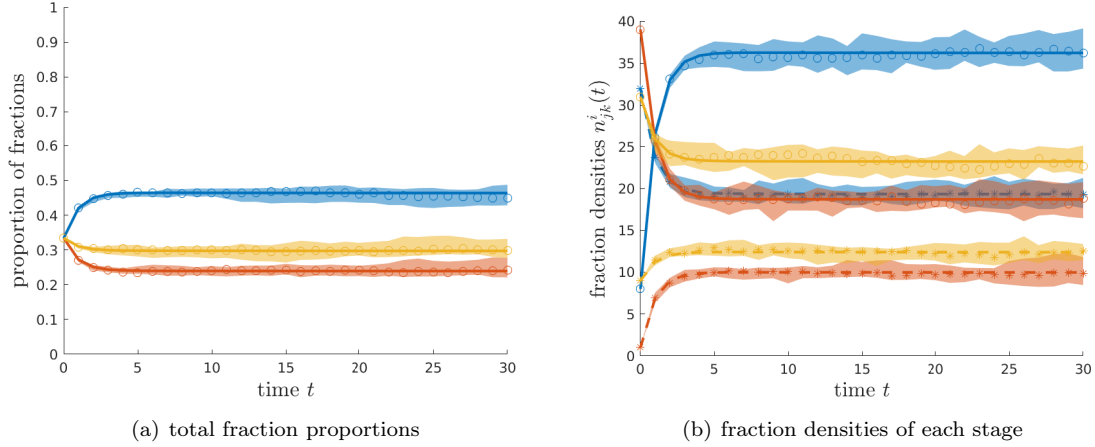 proportion of fractions
1
0.9
0.8
0.7
0.6
0.5
0.4
0.3
0.2
0.1
0
0 5 10 15 20 25 30
time t
(a) total fraction proportions
fraction densities n^i_{jk}(t)
40
35
30
25
20
15
10
5
0
0 5 10 15 20 25 30
time t
(b) fraction densities of each stage